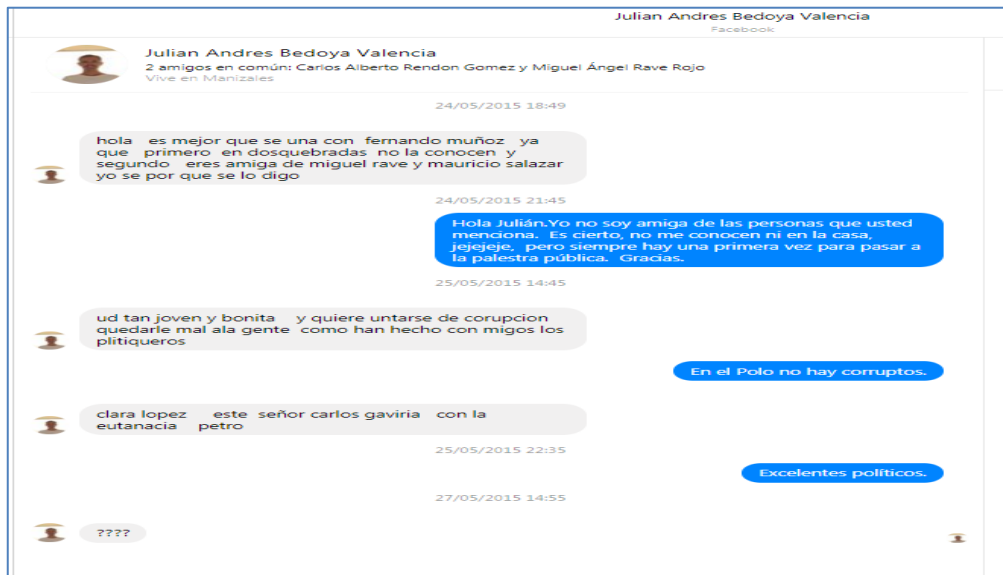 Julian Andres Bedoya Valencia
Facebook
Julian Andres Bedoya Valencia
2 amigos en común: Carlos Alberto Rendon Gomez y Miguel Ángel Rave Rojo
Vive en Manizales
24/05/2015 18:49
hola es mejor que se una con fernando muñoz ya
que primero en dosquebradas no la conocen y
segundo eres amiga de miguel rave y mauricio salazar
yo se por que se lo digo
24/05/2015 21:45
Hola Julián.Yo no soy amiga de las personas que usted
menciona. Es cierto, no me conocen ni en la casa,
jejejeje, pero siempre hay una primera vez para pasar a
la palestra pública. Gracias.
25/05/2015 14:45
ud tan joven y bonita y quiere untarse de corupcion
quedarle mal ala gente como han hecho con migos los
plitiqueros
En el Polo no hay corruptos.
clara lopez este señor carlos gaviria con la
eutanacia petro
25/05/2015 22:35
Excelentes políticos.
27/05/2015 14:55
????